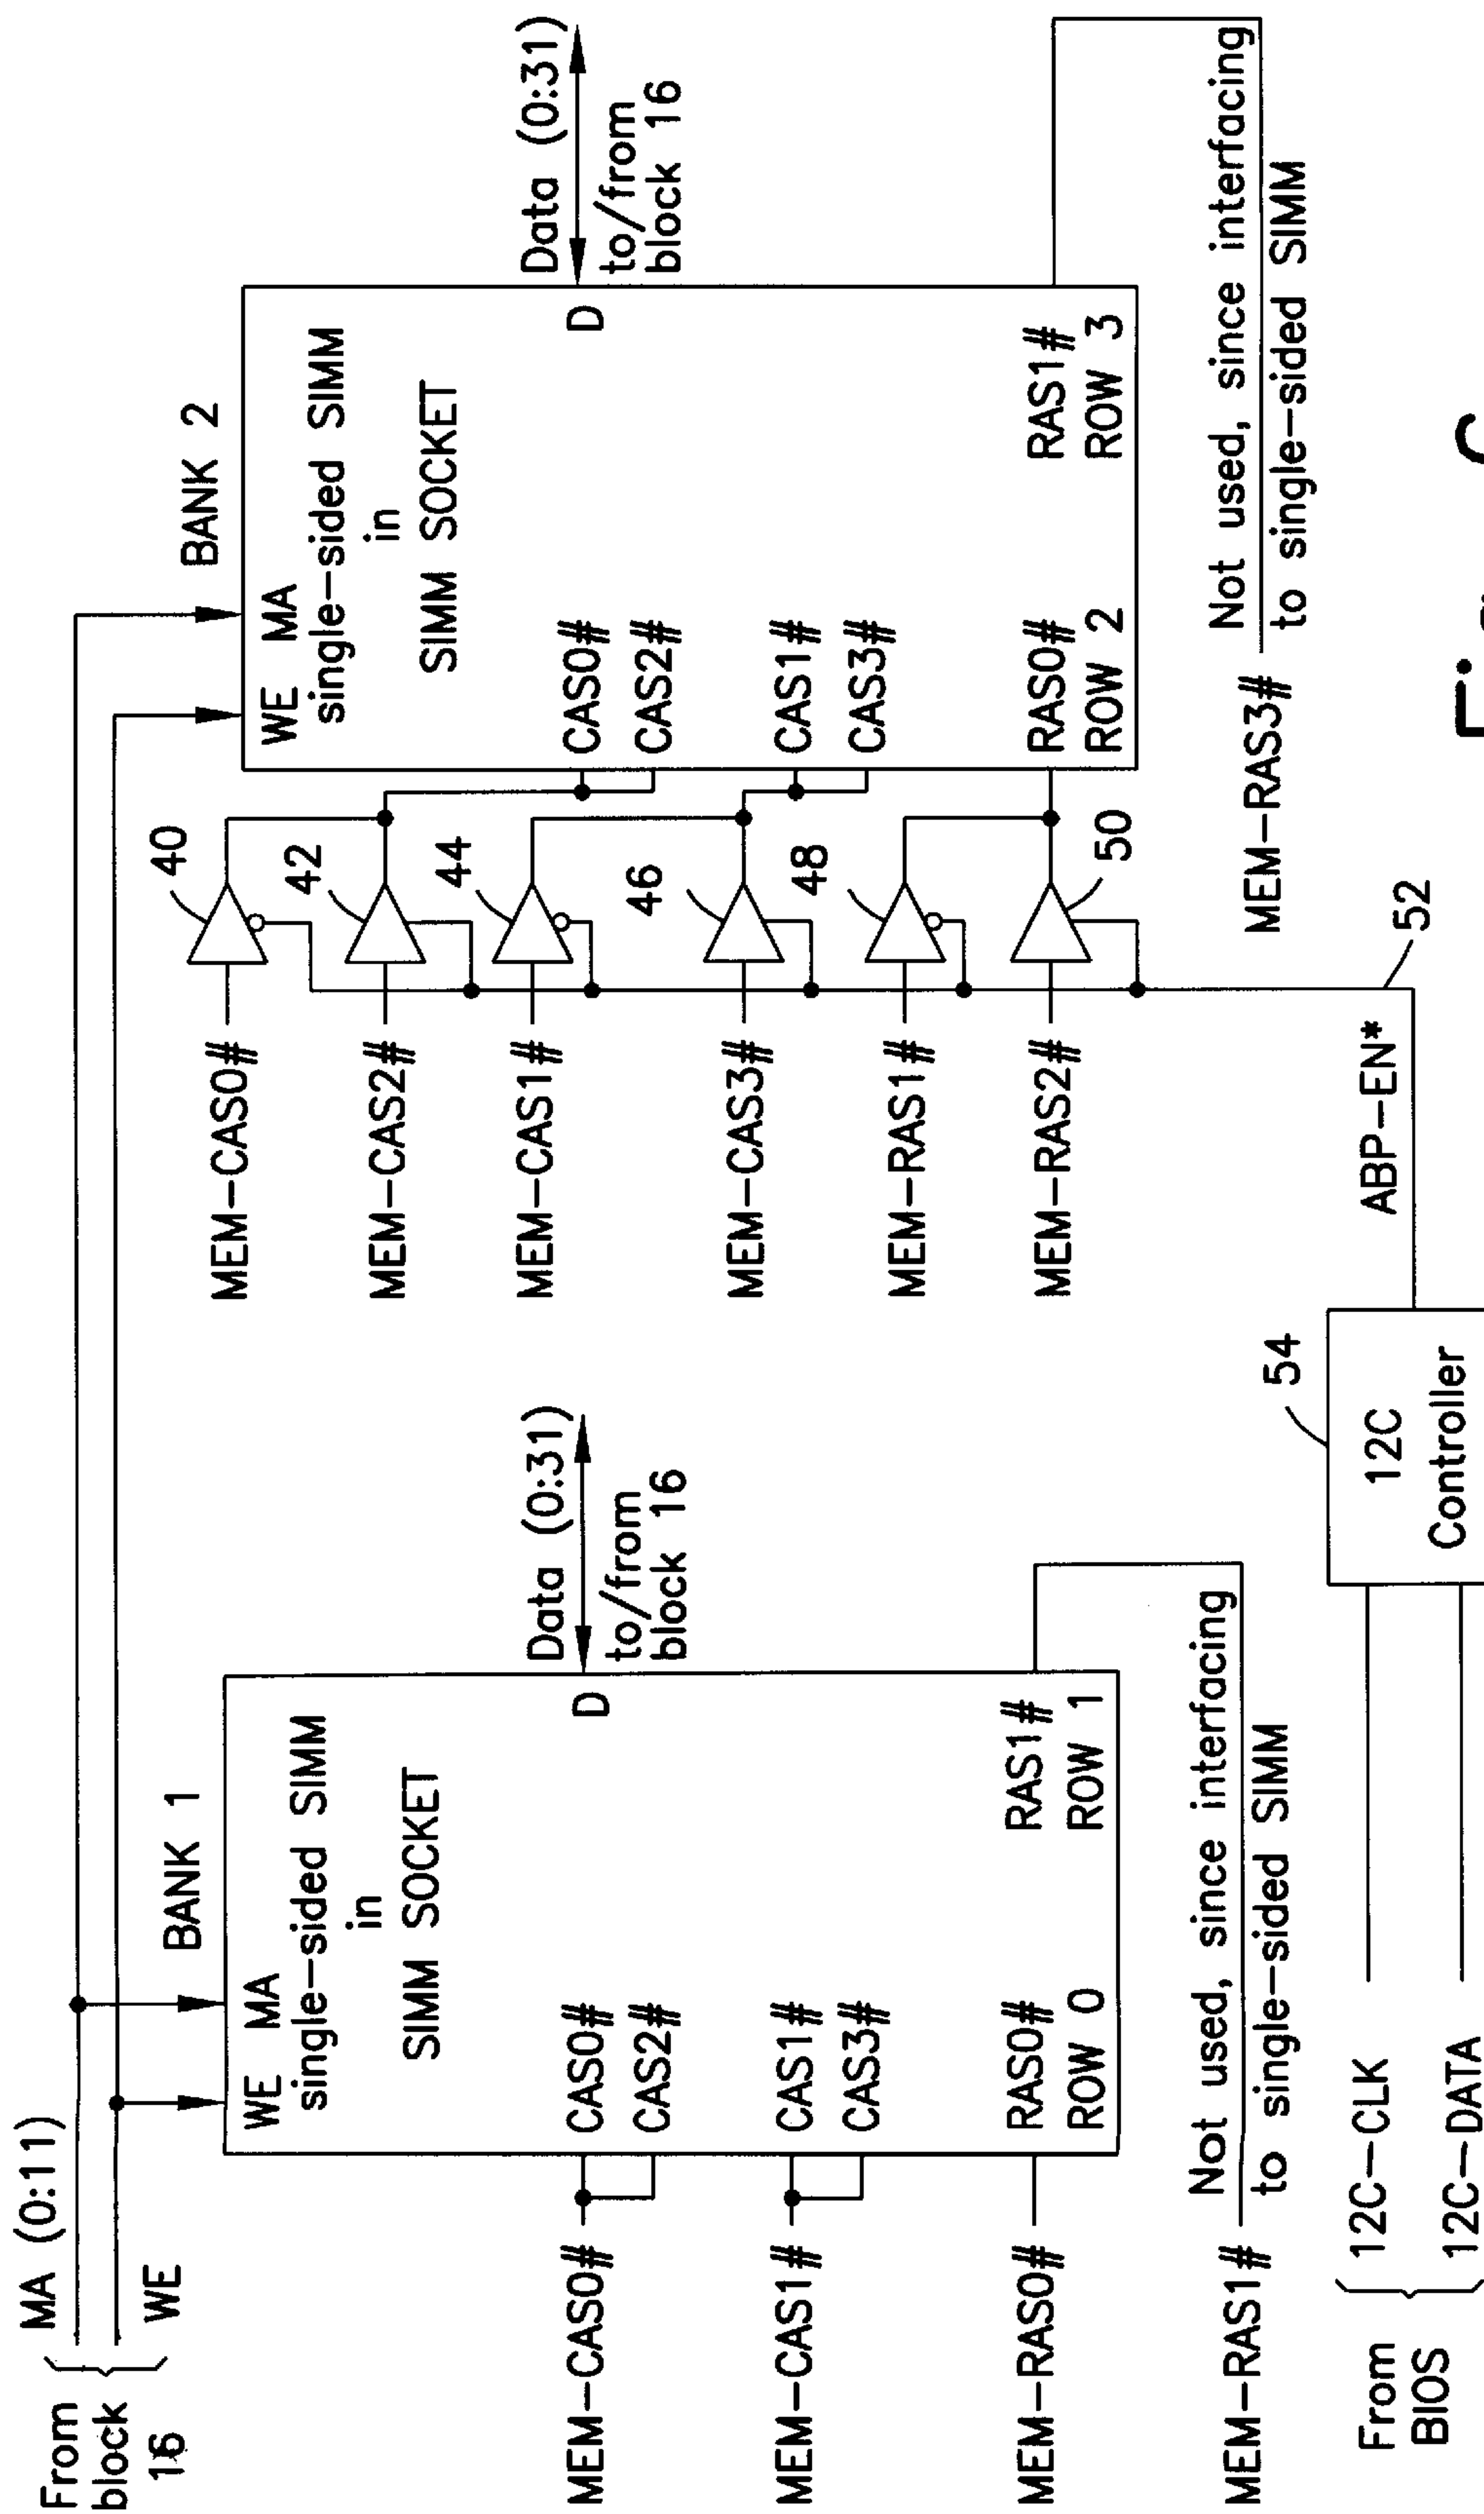 From
block
16
MA (0:11)
WE
BANK 1
WE MA
single-sided SIMM
in
SIMM SOCKET
D
Data (0:31)
to/from
block 16
CAS0#
CAS2#
CAS1#
CAS3#
RAS0#
ROW 0
RAS1#
ROW 1
MEM-CAS0#
MEM-CAS1#
MEM-RAS0#
MEM-RAS1#
Not used, since interfacing
to single-sided SIMM
From
BIOS
12C-CLK
12C-DATA
12C
Controller
54
ABP-EN*
52
MEM-CAS0#
MEM-CAS2#
MEM-CAS1#
MEM-CAS3#
MEM-RAS1#
MEM-RAS2#
40
42
44
46
48
50
BANK 2
WE MA
single-sided SIMM
in
SIMM SOCKET
D
Data (0:31)
to/from
block 16
CAS0#
CAS2#
CAS1#
CAS3#
RAS0#
ROW 2
RAS1#
ROW 3
MEM-RAS3#
Not used, since interfacing
to single-sided SIMM